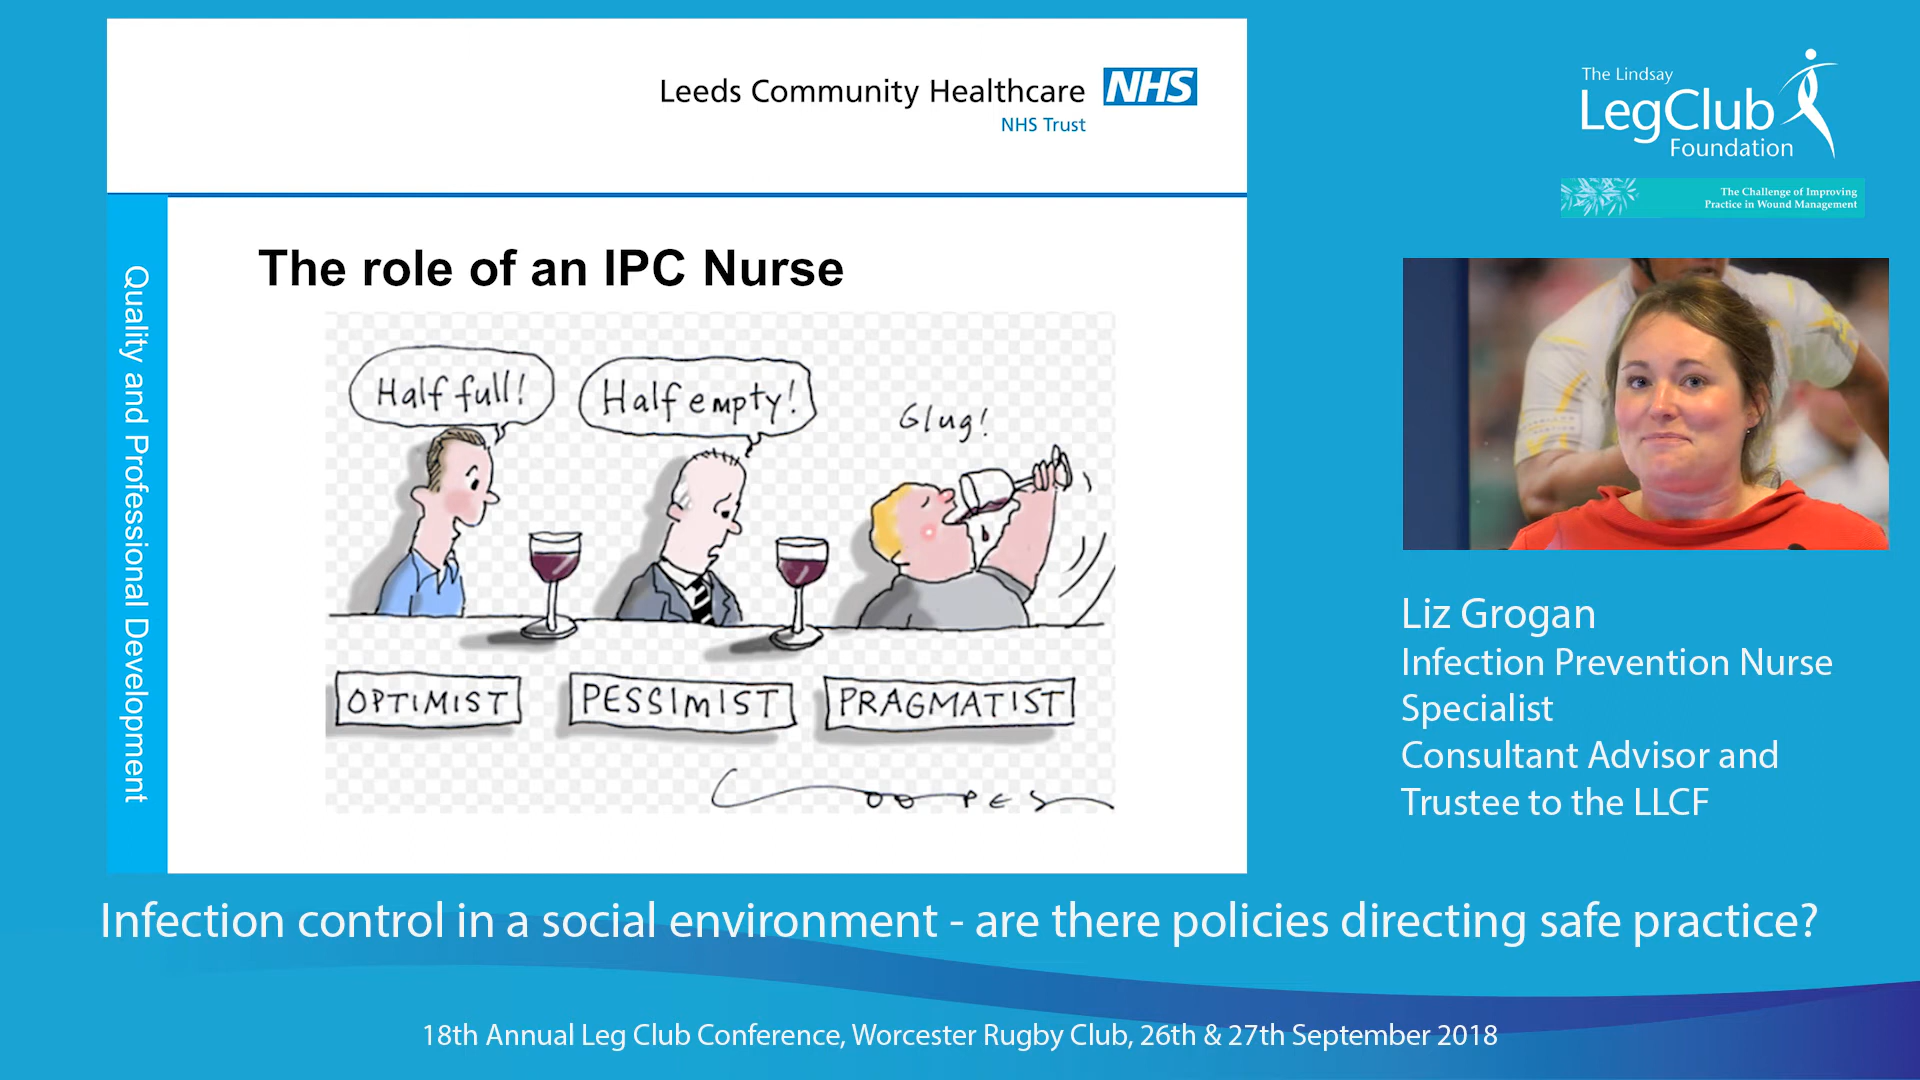 Leeds Community Healthcare NHS
NHS Trust
The Lindsay
LegClub
Foundation
The Challenge of Improving
Practice in Wound Management
Quality and Professional Development
The role of an IPC Nurse
Half full!
Half empty!
Glug!
OPTIMIST
PESSIMIST
PRAGMATIST
COOPES
Liz Grogan
Infection Prevention Nurse
Specialist
Consultant Advisor and
Trustee to the LLCF
Infection control in a social environment - are there policies directing safe practice?
18th Annual Leg Club Conference, Worcester Rugby Club, 26th & 27th September 2018